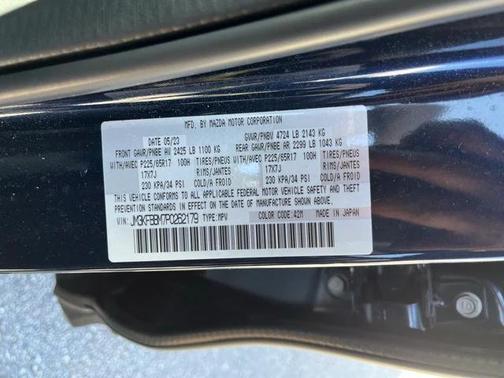 MFD. BY MAZDA MOTOR CORPORATION
DATE 05/23 GVWR/PNBV 4724 LB 2143 KG
FRONT GAWR/PNBE AV 2425 LB 1100 KG REAR GAWR/PNBE AR 2299 LB 1043 KG
WITH/AVEC P225/65R17 100H TIRES/PNEUS WITH/AVEC P225/65R17 100H TIRES/PNEUS
17X7J RIMS/JANTES 17X7J RIMS/JANTES
230 KPA/34 PSI COLD/A FROID 230 KPA/34 PSI COLD/A FROID
THIS VEHICLE CONFORMS TO ALL APPLICABLE FEDERAL MOTOR VEHICLE SAFETY, BUMPER, AND
THEFT PREVENTION STANDARDS IN EFFECT ON THE DATE OF MANUFACTURE SHOWN ABOVE.
VIN: TYPE: MPV COLOR CODE: 42M MADE IN JAPAN